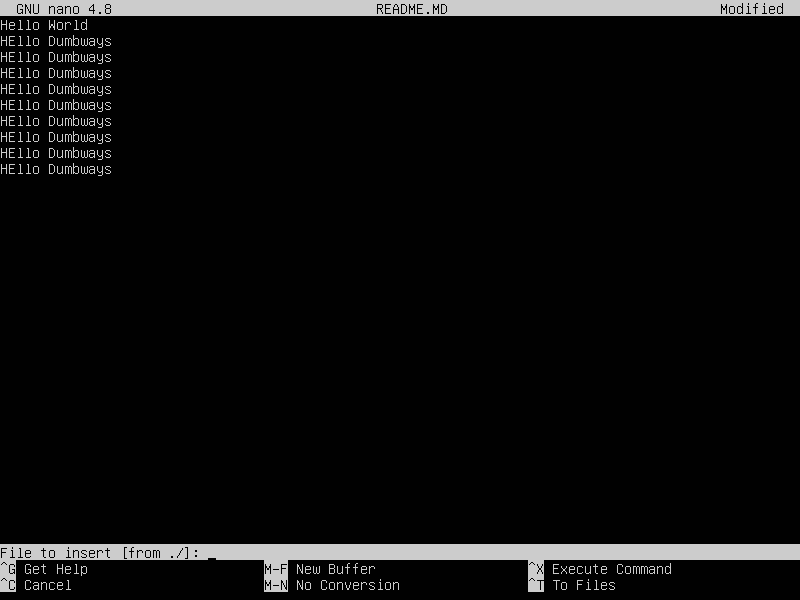 GNU nano 4.8 README.MD Modified
Hello World
HEllo Dumbways
HEllo Dumbways
HEllo Dumbways
HEllo Dumbways
HEllo Dumbways
HEllo Dumbways
HEllo Dumbways
HEllo Dumbways
HEllo Dumbways
File to insert [from ./]: _
^G Get Help M-F New Buffer ^X Execute Command
^C Cancel M-N No Conversion ^T To Files